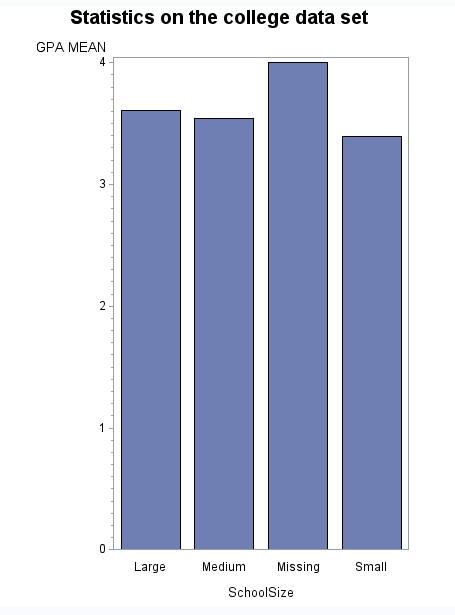 Statistics on the college data set
GPA MEAN
4
3
2
1
0
Large Medium Missing Small
SchoolSize